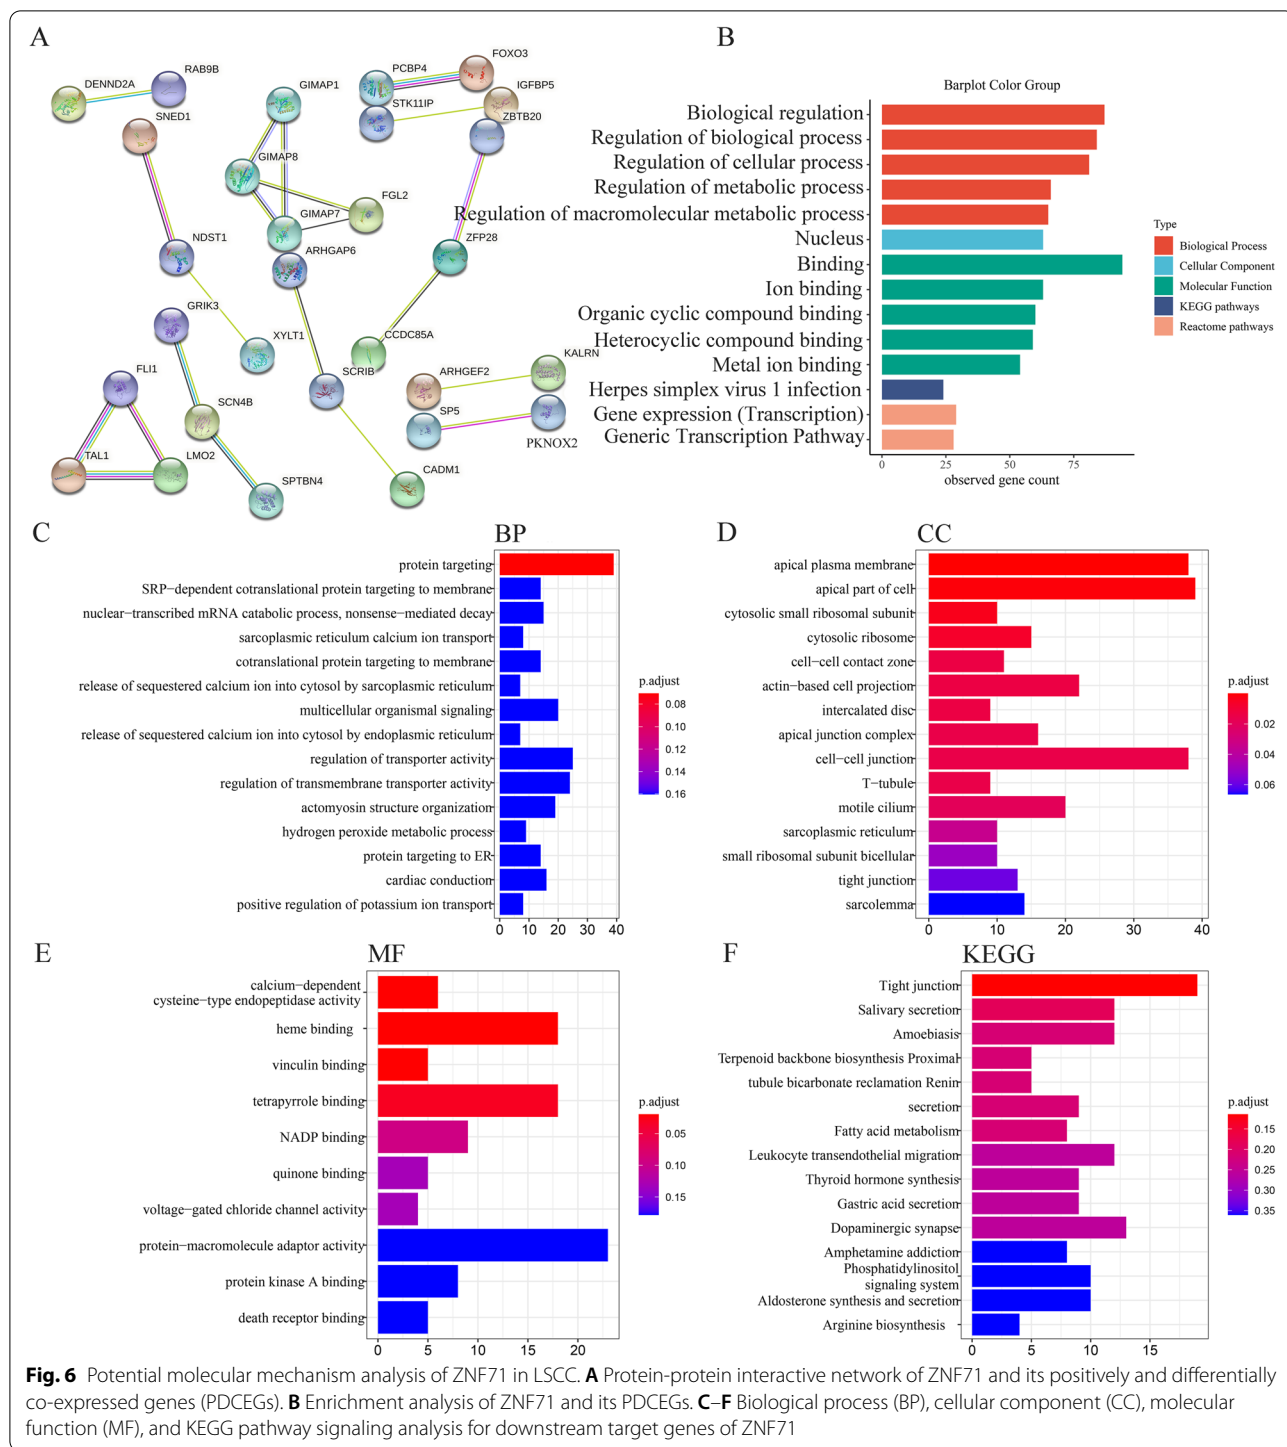 A
DENND2A
RAB9B
SNED1
GIMAP1
PCBP4
FOXO3
STK11IP
IGFBP5
ZBTB20
GIMAP8
FGL2
GIMAP7
NDST1
ARHGAP6
ZFP28
GRIK3
XYLT1
CCDC85A
SCRIB
FLI1
ARHGEF2
KALRN
SCN4B
SP5
PKNOX2
TAL1
LMO2
SPTBN4
CADM1
B
Barplot Color Group
Biological regulation
Regulation of biological process
Regulation of cellular process
Regulation of metabolic process
Regulation of macromolecular metabolic process
Nucleus
Binding
Ion binding
Organic cyclic compound binding
Heterocyclic compound binding
Metal ion binding
Herpes simplex virus 1 infection
Gene expression (Transcription)
Generic Transcription Pathway
0 25 50 75
observed gene count
Type
Biological Process
Cellular Component
Molecular Function
KEGG pathways
Reactome pathways
C
BP
protein targeting
SRP−dependent cotranslational protein targeting to membrane
nuclear−transcribed mRNA catabolic process, nonsense−mediated decay
sarcoplasmic reticulum calcium ion transport
cotranslational protein targeting to membrane
release of sequestered calcium ion into cytosol by sarcoplasmic reticulum
multicellular organismal signaling
release of sequestered calcium ion into cytosol by endoplasmic reticulum
regulation of transporter activity
regulation of transmembrane transporter activity
actomyosin structure organization
hydrogen peroxide metabolic process
protein targeting to ER
cardiac conduction
positive regulation of potassium ion transport
0 10 20 30 40
p.adjust
0.08
0.10
0.12
0.14
0.16
D
CC
apical plasma membrane
apical part of cell
cytosolic small ribosomal subunit
cytosolic ribosome
cell−cell contact zone
actin−based cell projection
intercalated disc
apical junction complex
cell−cell junction
T−tubule
motile cilium
sarcoplasmic reticulum
small ribosomal subunit bicellular
tight junction
sarcolemma
0 10 20 30 40
p.adjust
0.02
0.04
0.06
E
MF
calcium−dependent
cysteine−type endopeptidase activity
heme binding
vinculin binding
tetrapyrrole binding
NADP binding
quinone binding
voltage−gated chloride channel activity
protein−macromolecule adaptor activity
protein kinase A binding
death receptor binding
0 5 10 15 20
p.adjust
0.05
0.10
0.15
F
KEGG
Tight junction
Salivary secretion
Amoebiasis
Terpenoid backbone biosynthesis Proximal
tubule bicarbonate reclamation Renin
secretion
Fatty acid metabolism
Leukocyte transendothelial migration
Thyroid hormone synthesis
Gastric acid secretion
Dopaminergic synapse
Amphetamine addiction
Phosphatidylinositol
signaling system
Aldosterone synthesis and secretion
Arginine biosynthesis
0 5 10 15
p.adjust
0.15
0.20
0.25
0.30
0.35
Fig. 6 Potential molecular mechanism analysis of ZNF71 in LSCC. A Protein-protein interactive network of ZNF71 and its positively and differentially
co-expressed genes (PDCEGs). B Enrichment analysis of ZNF71 and its PDCEGs. C–F Biological process (BP), cellular component (CC), molecular
function (MF), and KEGG pathway signaling analysis for downstream target genes of ZNF71